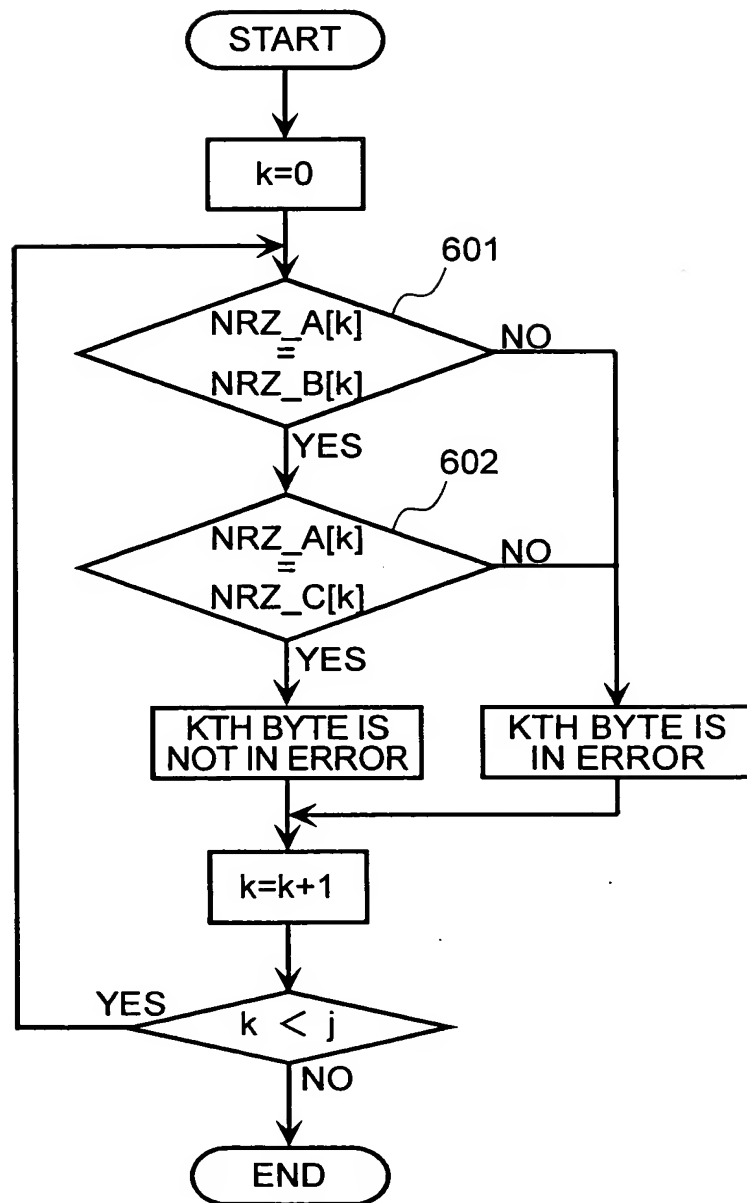 START
k=0
601
NRZ_A[k]
=
NRZ_B[k]
NO
YES
602
NRZ_A[k]
=
NRZ_C[k]
NO
YES
KTH BYTE IS
NOT IN ERROR
KTH BYTE IS
IN ERROR
k=k+1
YES
k < j
NO
END